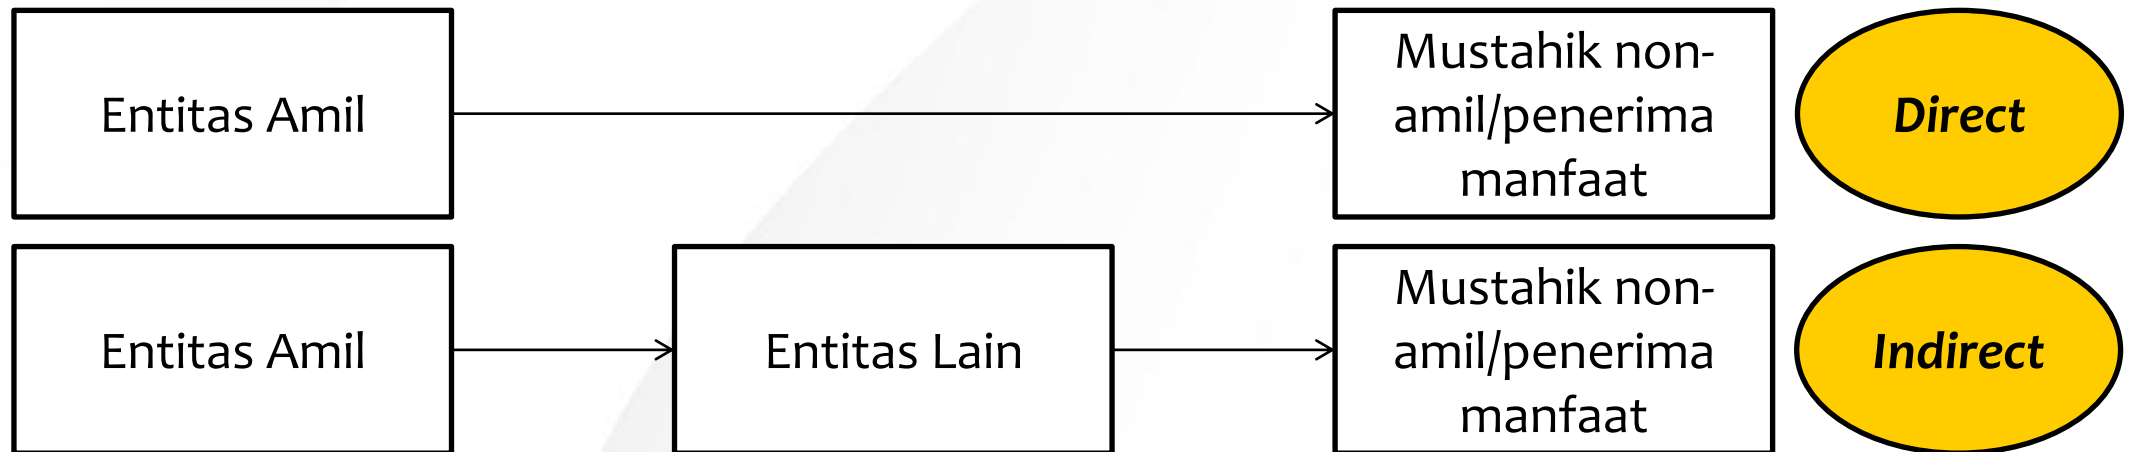 Entitas Amil
Mustahik non-
amil/penerima
manfaat
Direct
Entitas Amil
Entitas Lain
Mustahik non-
amil/penerima
manfaat
Indirect